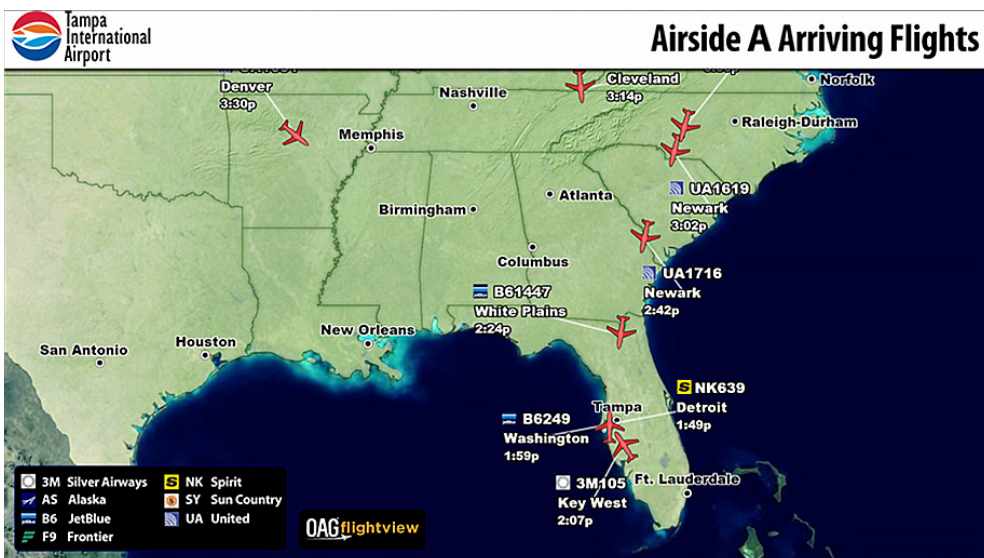 Tampa
International
Airport
Airside A Arriving Flights
Denver
3:30p
Nashville
Cleveland
3:14p
Norfolk
Memphis
Raleigh-Durham
Atlanta
UA1619
Newark
3:02p
Birmingham
Columbus
UA1716
Newark
2:42p
B61447
White Plains
2:24p
New Orleans
Houston
San Antonio
S NK639
Detroit
1:49p
Tampa
B6249
Washington
1:59p
3M105
Key West
2:07p
Ft. Lauderdale
3M Silver Airways
AS Alaska
B6 JetBlue
F9 Frontier
S NK Spirit
SY Sun Country
UA United
OAG flightview